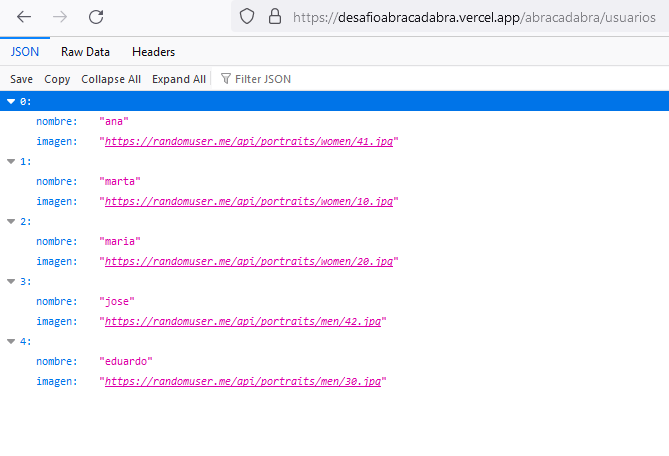 https://desafioabracadabra.vercel.app/abracadabra/usuarios
JSON Raw Data Headers
Save Copy Collapse All Expand All Filter JSON
0:
nombre: "ana"
imagen: "https://randomuser.me/api/portraits/women/41.jpg"
1:
nombre: "marta"
imagen: "https://randomuser.me/api/portraits/women/10.jpg"
2:
nombre: "maria"
imagen: "https://randomuser.me/api/portraits/women/20.jpg"
3:
nombre: "jose"
imagen: "https://randomuser.me/api/portraits/men/42.jpg"
4:
nombre: "eduardo"
imagen: "https://randomuser.me/api/portraits/men/30.jpg"